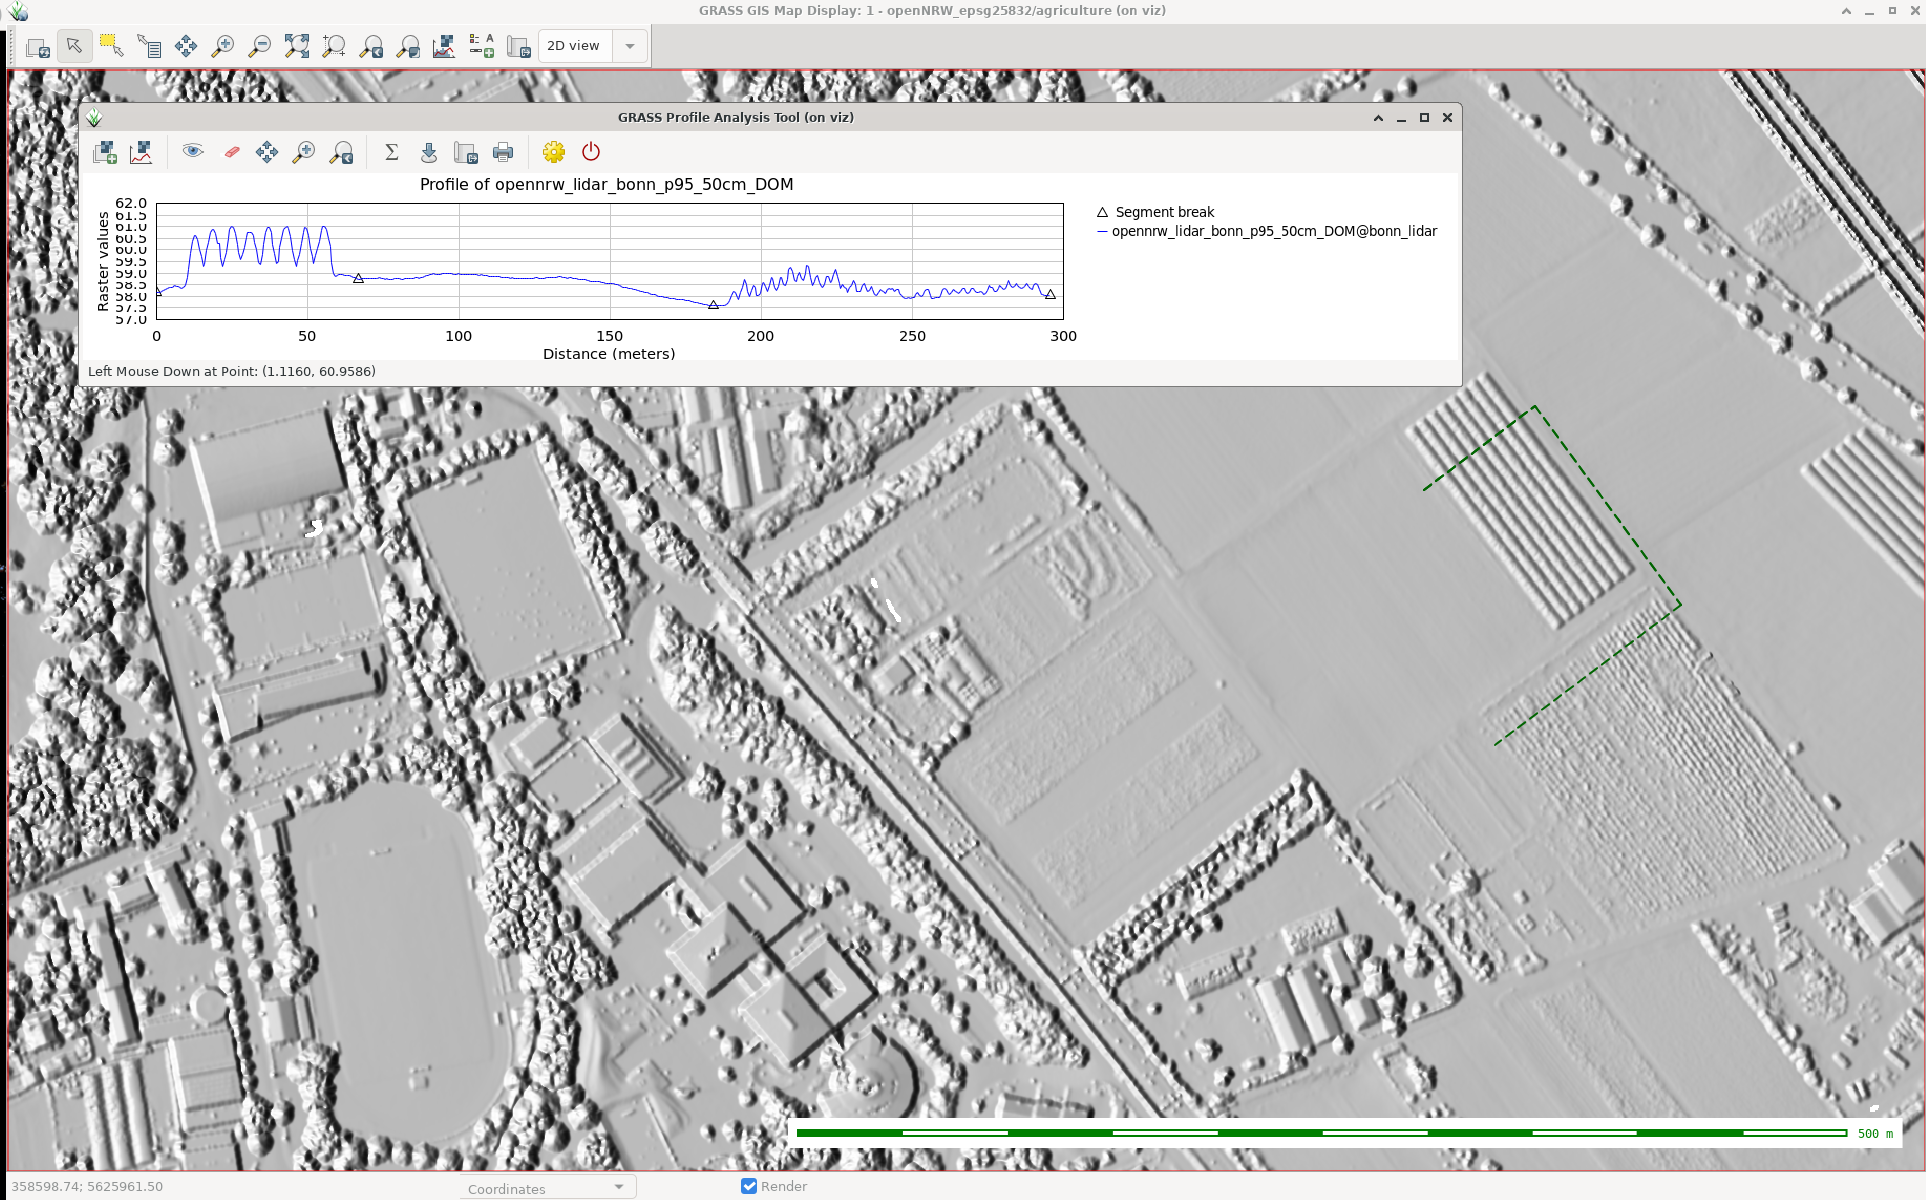 GRASS GIS Map Display: 1 - openNRW_epsg25832/agriculture (on viz)
2D view
GRASS Profile Analysis Tool (on viz)
Profile of opennrw_lidar_bonn_p95_50cm_DOM
Raster values
62.0
61.5
61.0
60.5
60.0
59.5
59.0
58.5
58.0
57.5
57.0
0 50 100 150 200 250 300
Distance (meters)
Segment break
opennrw_lidar_bonn_p95_50cm_DOM@bonn_lidar
Left Mouse Down at Point: (1.1160, 60.9586)
500 m
358598.74; 5625961.50
Coordinates
Render